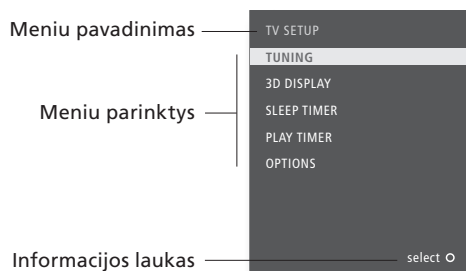 Meniu pavadinimas
TV SETUP
TUNING
3D DISPLAY
Meniu parinktys
SLEEP TIMER
PLAY TIMER
OPTIONS
Informacijos laukas
select